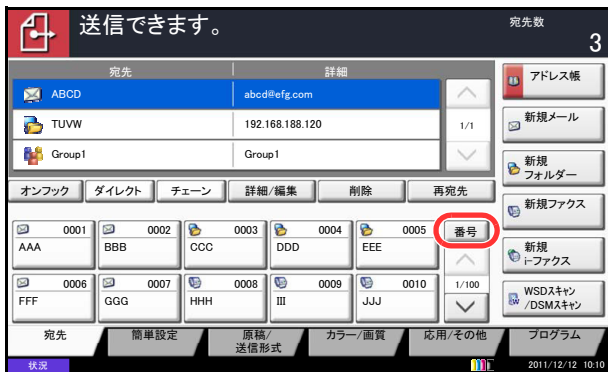 送信できます。
宛先数
3
宛先 詳細
ABCD abcd@efg.com
TUVW 192.168.188.120
Group1 Group1
1/1
アドレス帳
新規メール
新規
フォルダー
新規ファクス
新規
i-ファクス
WSDスキャン
/DSMスキャン
オンフック ダイレクト チェーン 詳細/編集 削除 再宛先
0001 0002 0003 0004 0005 番号
AAA BBB CCC DDD EEE
0006 0007 0008 0009 0010 1/100
FFF GGG HHH III JJJ
宛先 簡単設定 原稿/
送信形式 カラー/画質 応用/その他 プログラム
状況 2011/12/12 10:10